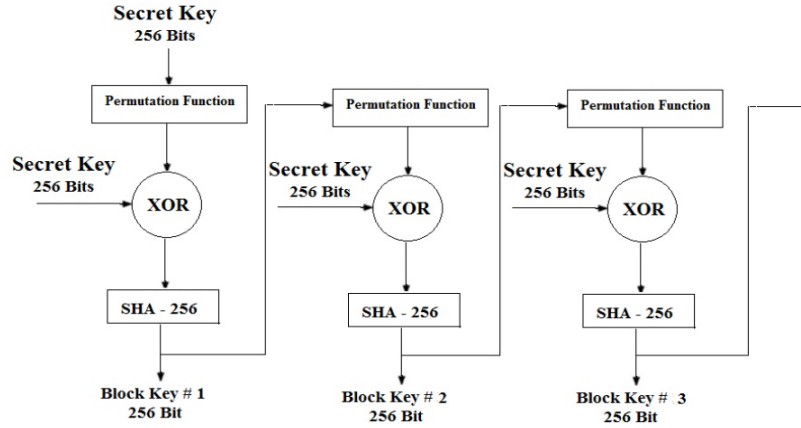 Secret Key
256 Bits
Permutation Function
Permutation Function
Permutation Function
Secret Key
256 Bits
XOR
Secret Key
256 Bits
XOR
Secret Key
256 Bits
XOR
SHA - 256
SHA - 256
SHA - 256
Block Key # 1
256 Bit
Block Key # 2
256 Bit
Block Key # 3
256 Bit